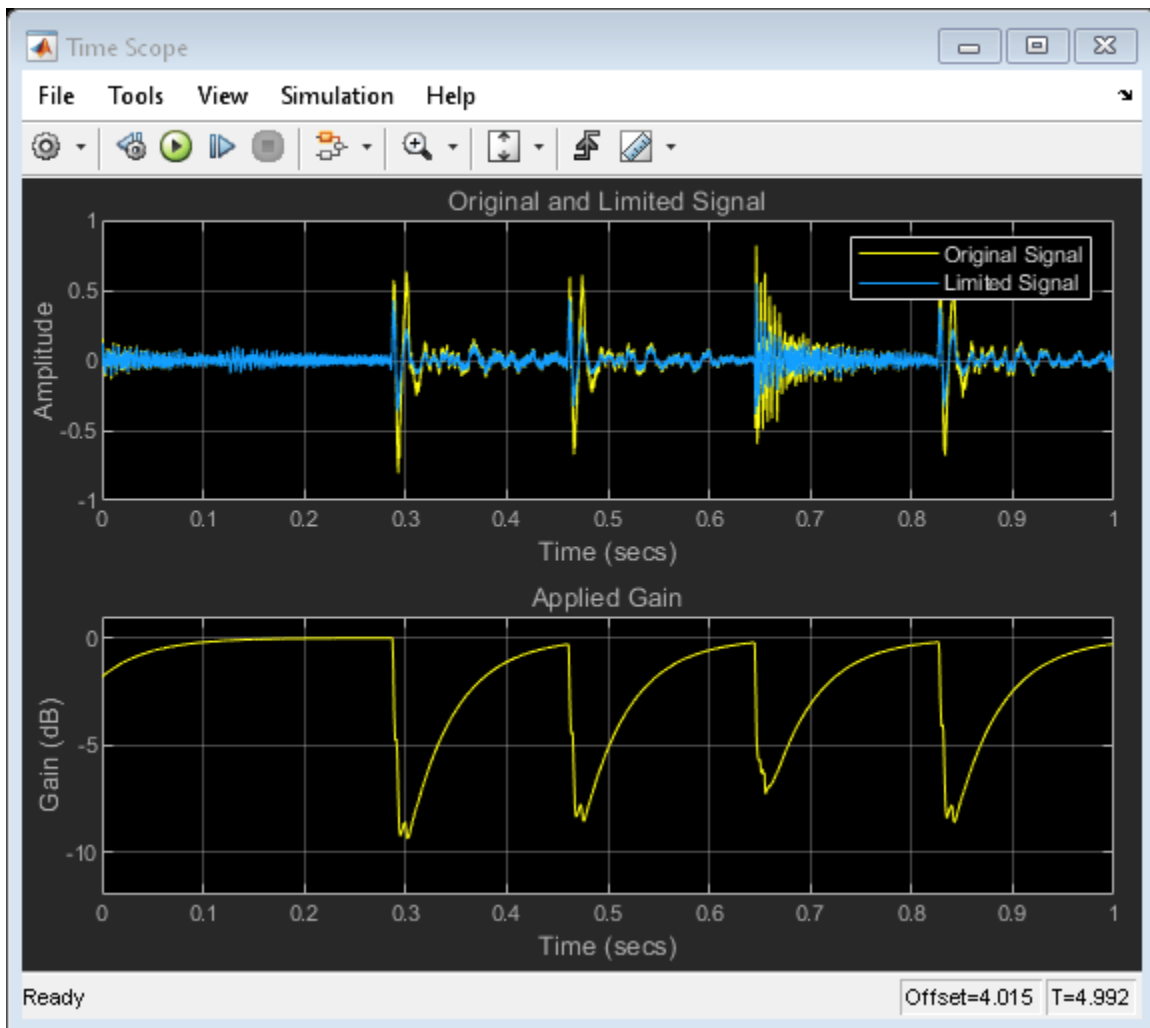 Time Scope
File Tools View Simulation Help
Original and Limited Signal
Original Signal
Limited Signal
Amplitude
1
0.5
0
-0.5
-1
0 0.1 0.2 0.3 0.4 0.5 0.6 0.7 0.8 0.9 1
Time (secs)
Applied Gain
Gain (dB)
0
-5
-10
0 0.1 0.2 0.3 0.4 0.5 0.6 0.7 0.8 0.9 1
Time (secs)
Ready Offset=4.015 T=4.992